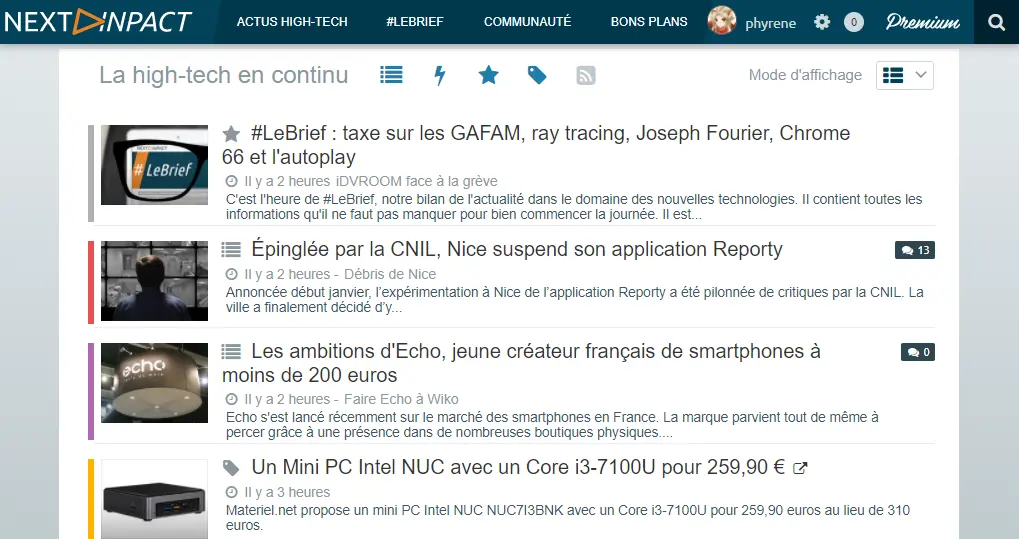 NEXT INPACT ACTUS HIGH-TECH #LEBRIEF COMMUNAUTÉ BONS PLANS phyrene 0 Premium
La high-tech en continu Mode d'affichage
#LeBrief : taxe sur les GAFAM, ray tracing, Joseph Fourier, Chrome
66 et l'autoplay
# LeBrief
Il y a 2 heures iDVROOM face à la grève
C'est l'heure de #LeBrief, notre bilan de l'actualité dans le domaine des nouvelles technologies. Il contient toutes les
informations qu'il ne faut pas manquer pour bien commencer la journée. Il est...
Épinglée par la CNIL, Nice suspend son application Reporty 13
Il y a 2 heures - Débris de Nice
Annoncée début janvier, l’expérimentation à Nice de l’application Reporty a été pilonnée de critiques par la CNIL. La
ville a finalement décidé d’y...
Les ambitions d'Echo, jeune créateur français de smartphones à 0
moins de 200 euros
echo
Il y a 2 heures - Faire Echo à Wiko
Echo s'est lancé récemment sur le marché des smartphones en France. La marque parvient tout de même à
percer grâce à une présence dans de nombreuses boutiques physiques....
Un Mini PC Intel NUC avec un Core i3-7100U pour 259,90 €
Il y a 3 heures
Materiel.net propose un mini PC Intel NUC NUC7I3BNK avec un Core i3-7100U pour 259,90 euros au lieu de 310
euros.